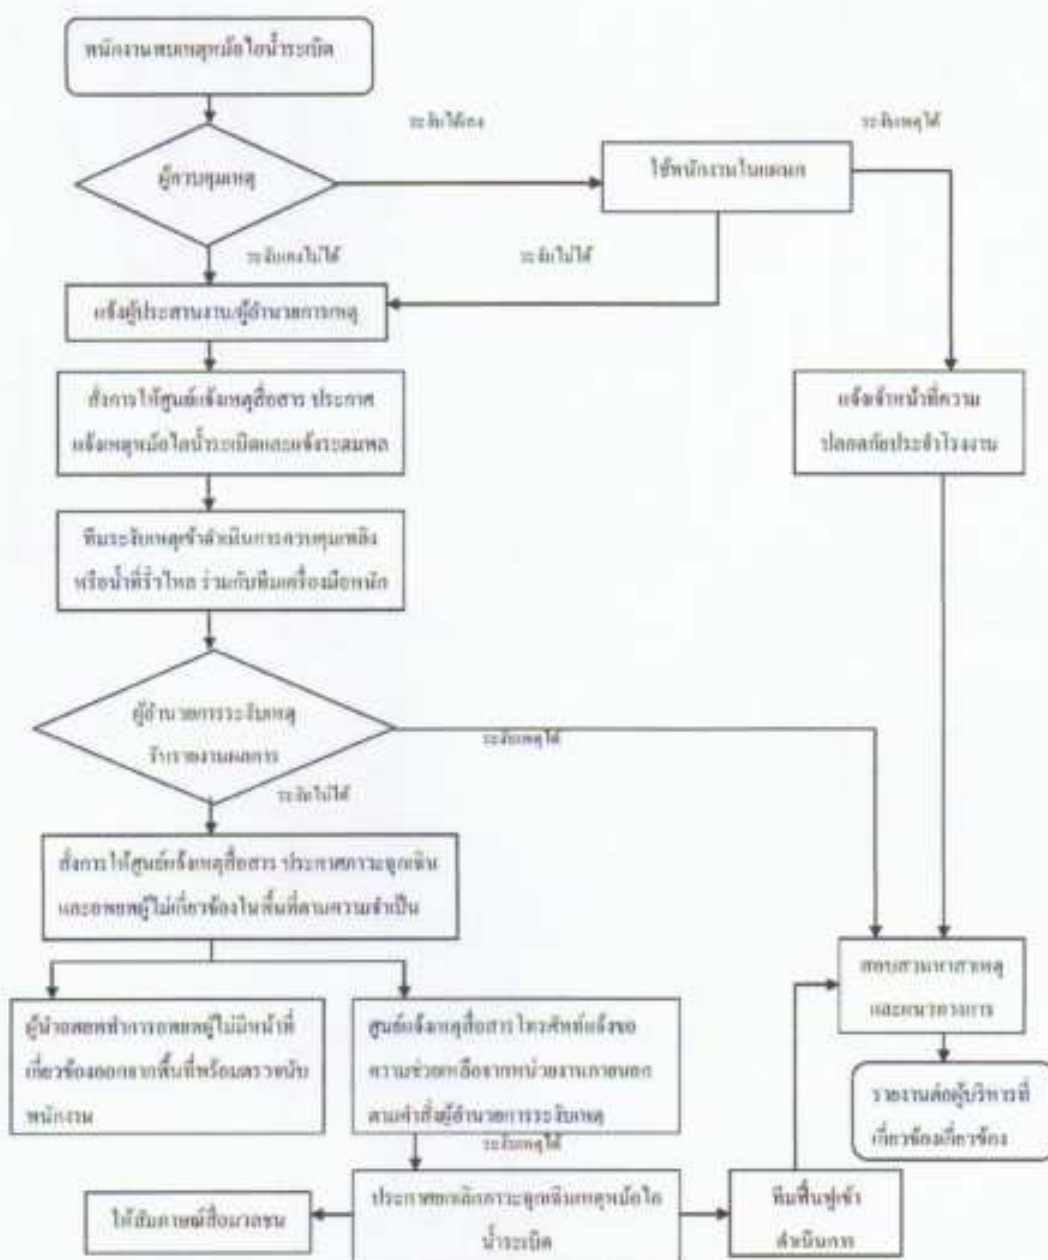 พนักงานพบเหตุหม้อไอน้ำระเบิด
ระงับได้เอง
ระงับเหตุได้
ผู้ควบคุมเหตุ
ใช้พนักงานในแผนก
ระงับเองไม่ได้
ระงับไม่ได้
แจ้งผู้ประสานงาน/ผู้อำนวยการเหตุ
สั่งการให้ศูนย์แจ้งเหตุสื่อสาร ประกาศ
แจ้งเหตุหม้อไอน้ำระเบิดและแจ้งระดมพล
แจ้งเจ้าหน้าที่ความ
ปลอดภัยประจำโรงงาน
ทีมระงับเหตุเข้าดำเนินการควบคุมเพลิง
หรือน้ำที่รั่วไหล ร่วมกับทีมเครื่องมือหนัก
ผู้อำนวยการระงับเหตุ
รับรายงานผลการ
ระงับเหตุได้
ระงับไม่ได้
สั่งการให้ศูนย์แจ้งเหตุสื่อสาร ประกาศภาวะฉุกเฉิน
และอพยพผู้ไม่เกี่ยวข้องในพื้นที่ตามความจำเป็น
สอบสวนหาสาเหตุ
และแนวทางการ
ผู้นำอพยพทำการอพยพผู้ไม่มีหน้าที่
เกี่ยวข้องออกจากพื้นที่พร้อมตรวจนับ
พนักงาน
ศูนย์แจ้งเหตุสื่อสาร โทรศัพท์แจ้งขอ
ความช่วยเหลือจากหน่วยงานภายนอก
ตามคำสั่งผู้อำนวยการระงับเหตุ
รายงานต่อผู้บริหารที่
เกี่ยวข้องเกี่ยวข้อง
ระงับเหตุได้
ให้สัมภาษณ์สื่อมวลชน
ประกาศยกเลิกภาวะฉุกเฉินเหตุหม้อไอ
น้ำระเบิด
ทีมฟื้นฟูเข้า
ดำเนินการ